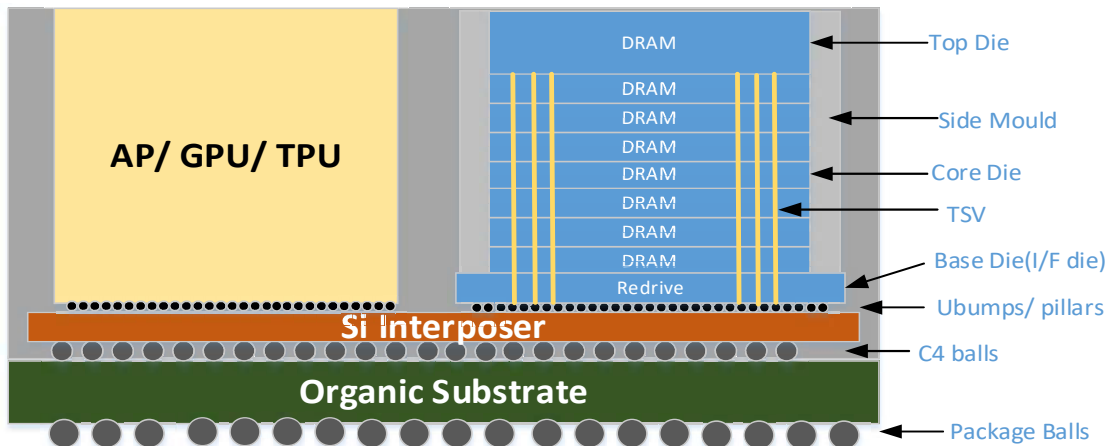 DRAM
Top Die
DRAM
DRAM
Side Mould
AP/ GPU/ TPU
DRAM
DRAM
Core Die
DRAM
TSV
DRAM
DRAM
Base Die(I/F die)
Redrive
Ubumps/ pillars
Si Interposer
C4 balls
Organic Substrate
Package Balls